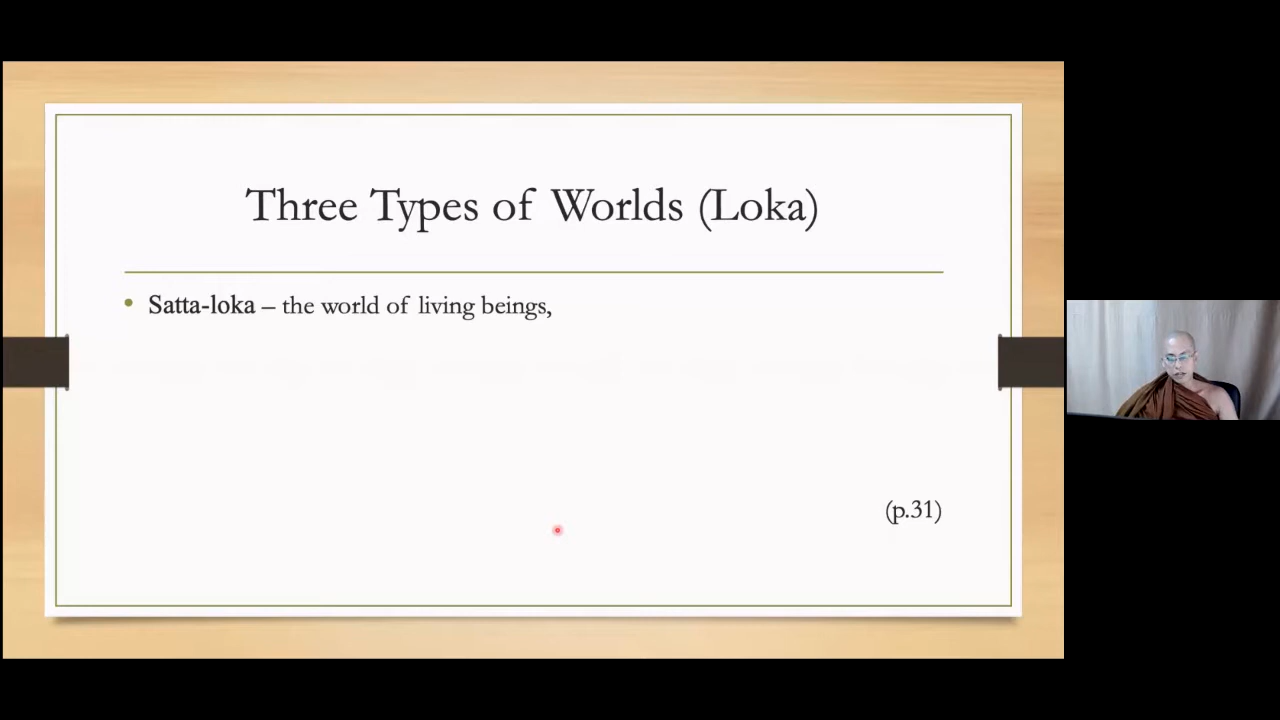 Three Types of Worlds (Loka)
• Satta-loka – the world of living beings,
(p.31)